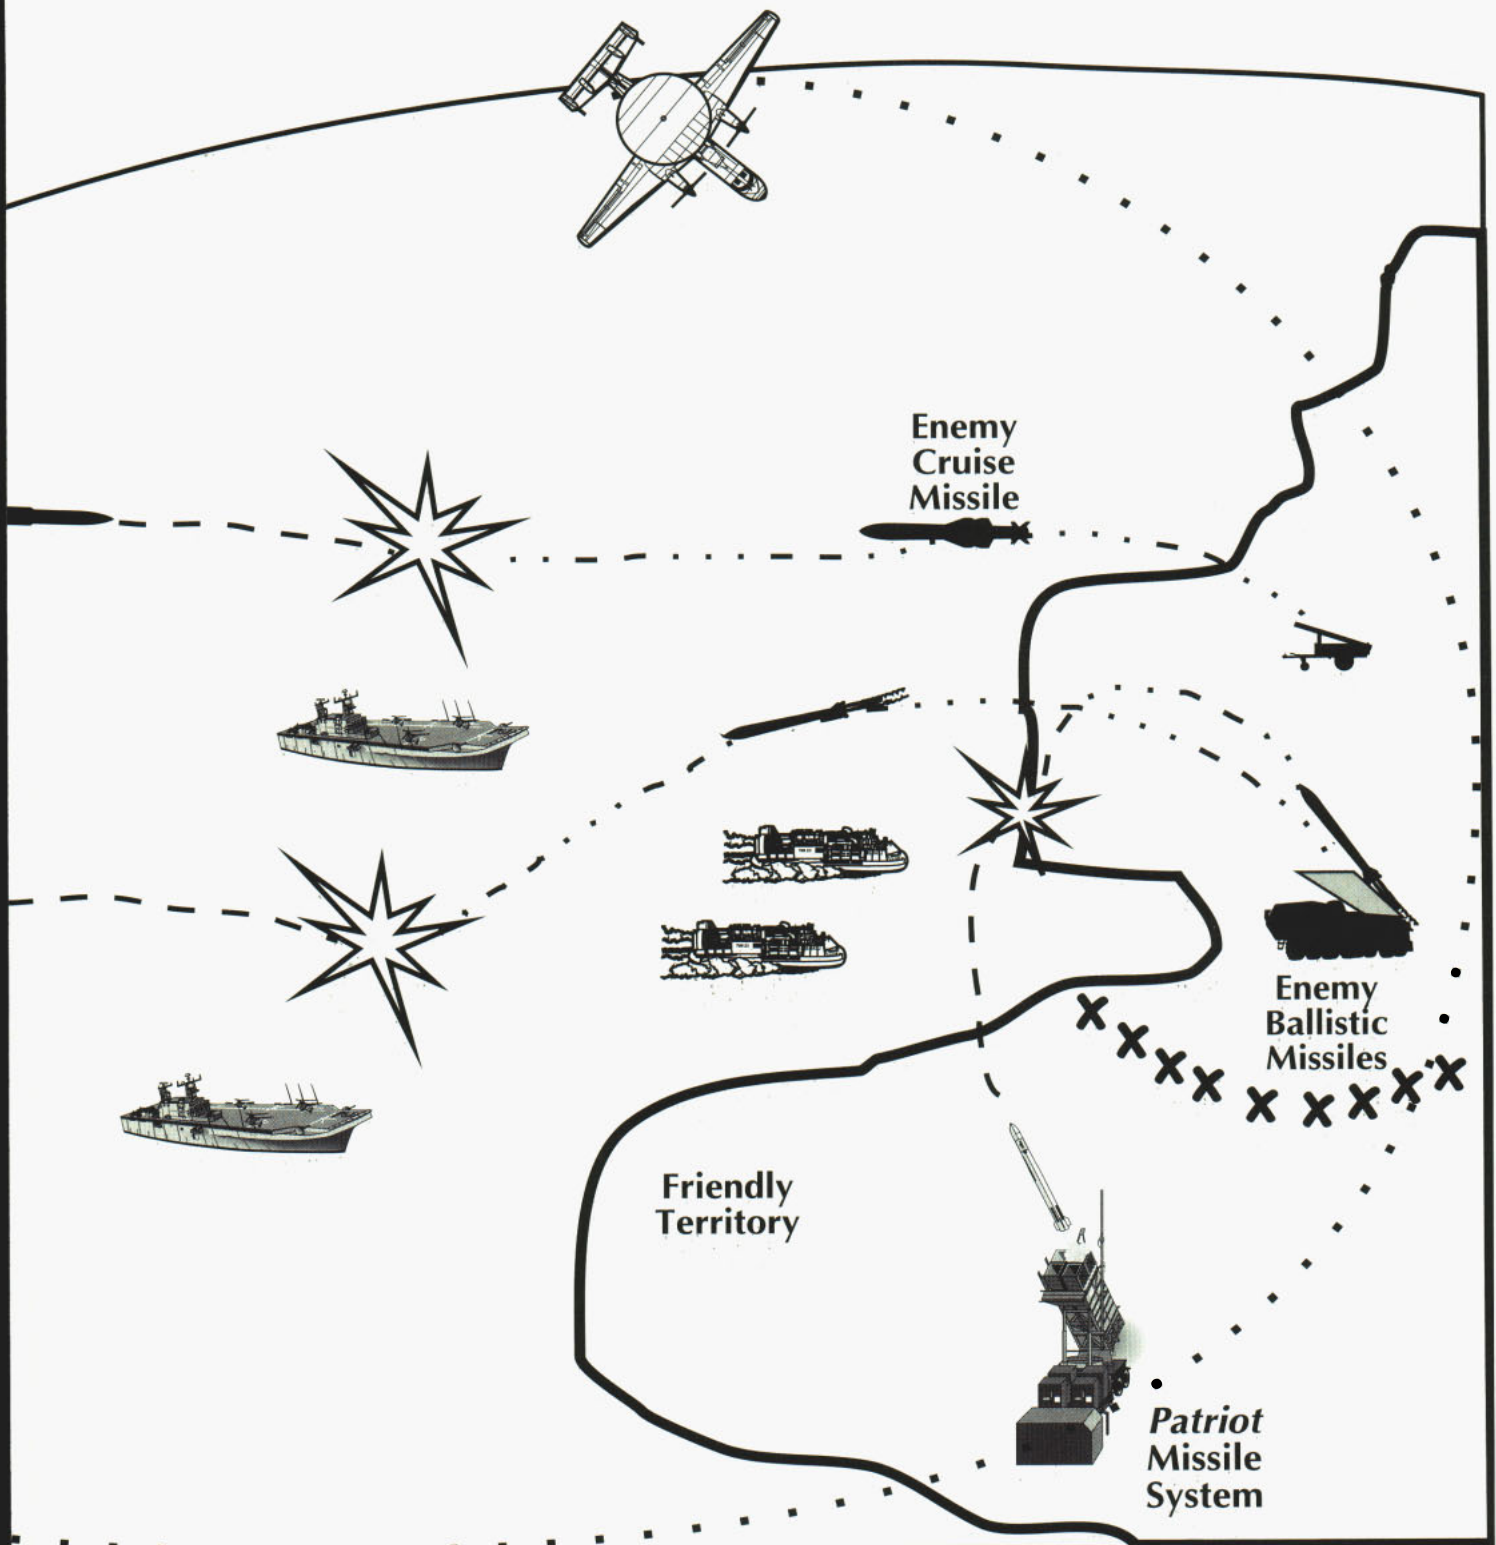 Enemy
Cruise
Missile
Enemy
Ballistic
Missiles
Friendly
Territory
Patriot
Missile
System